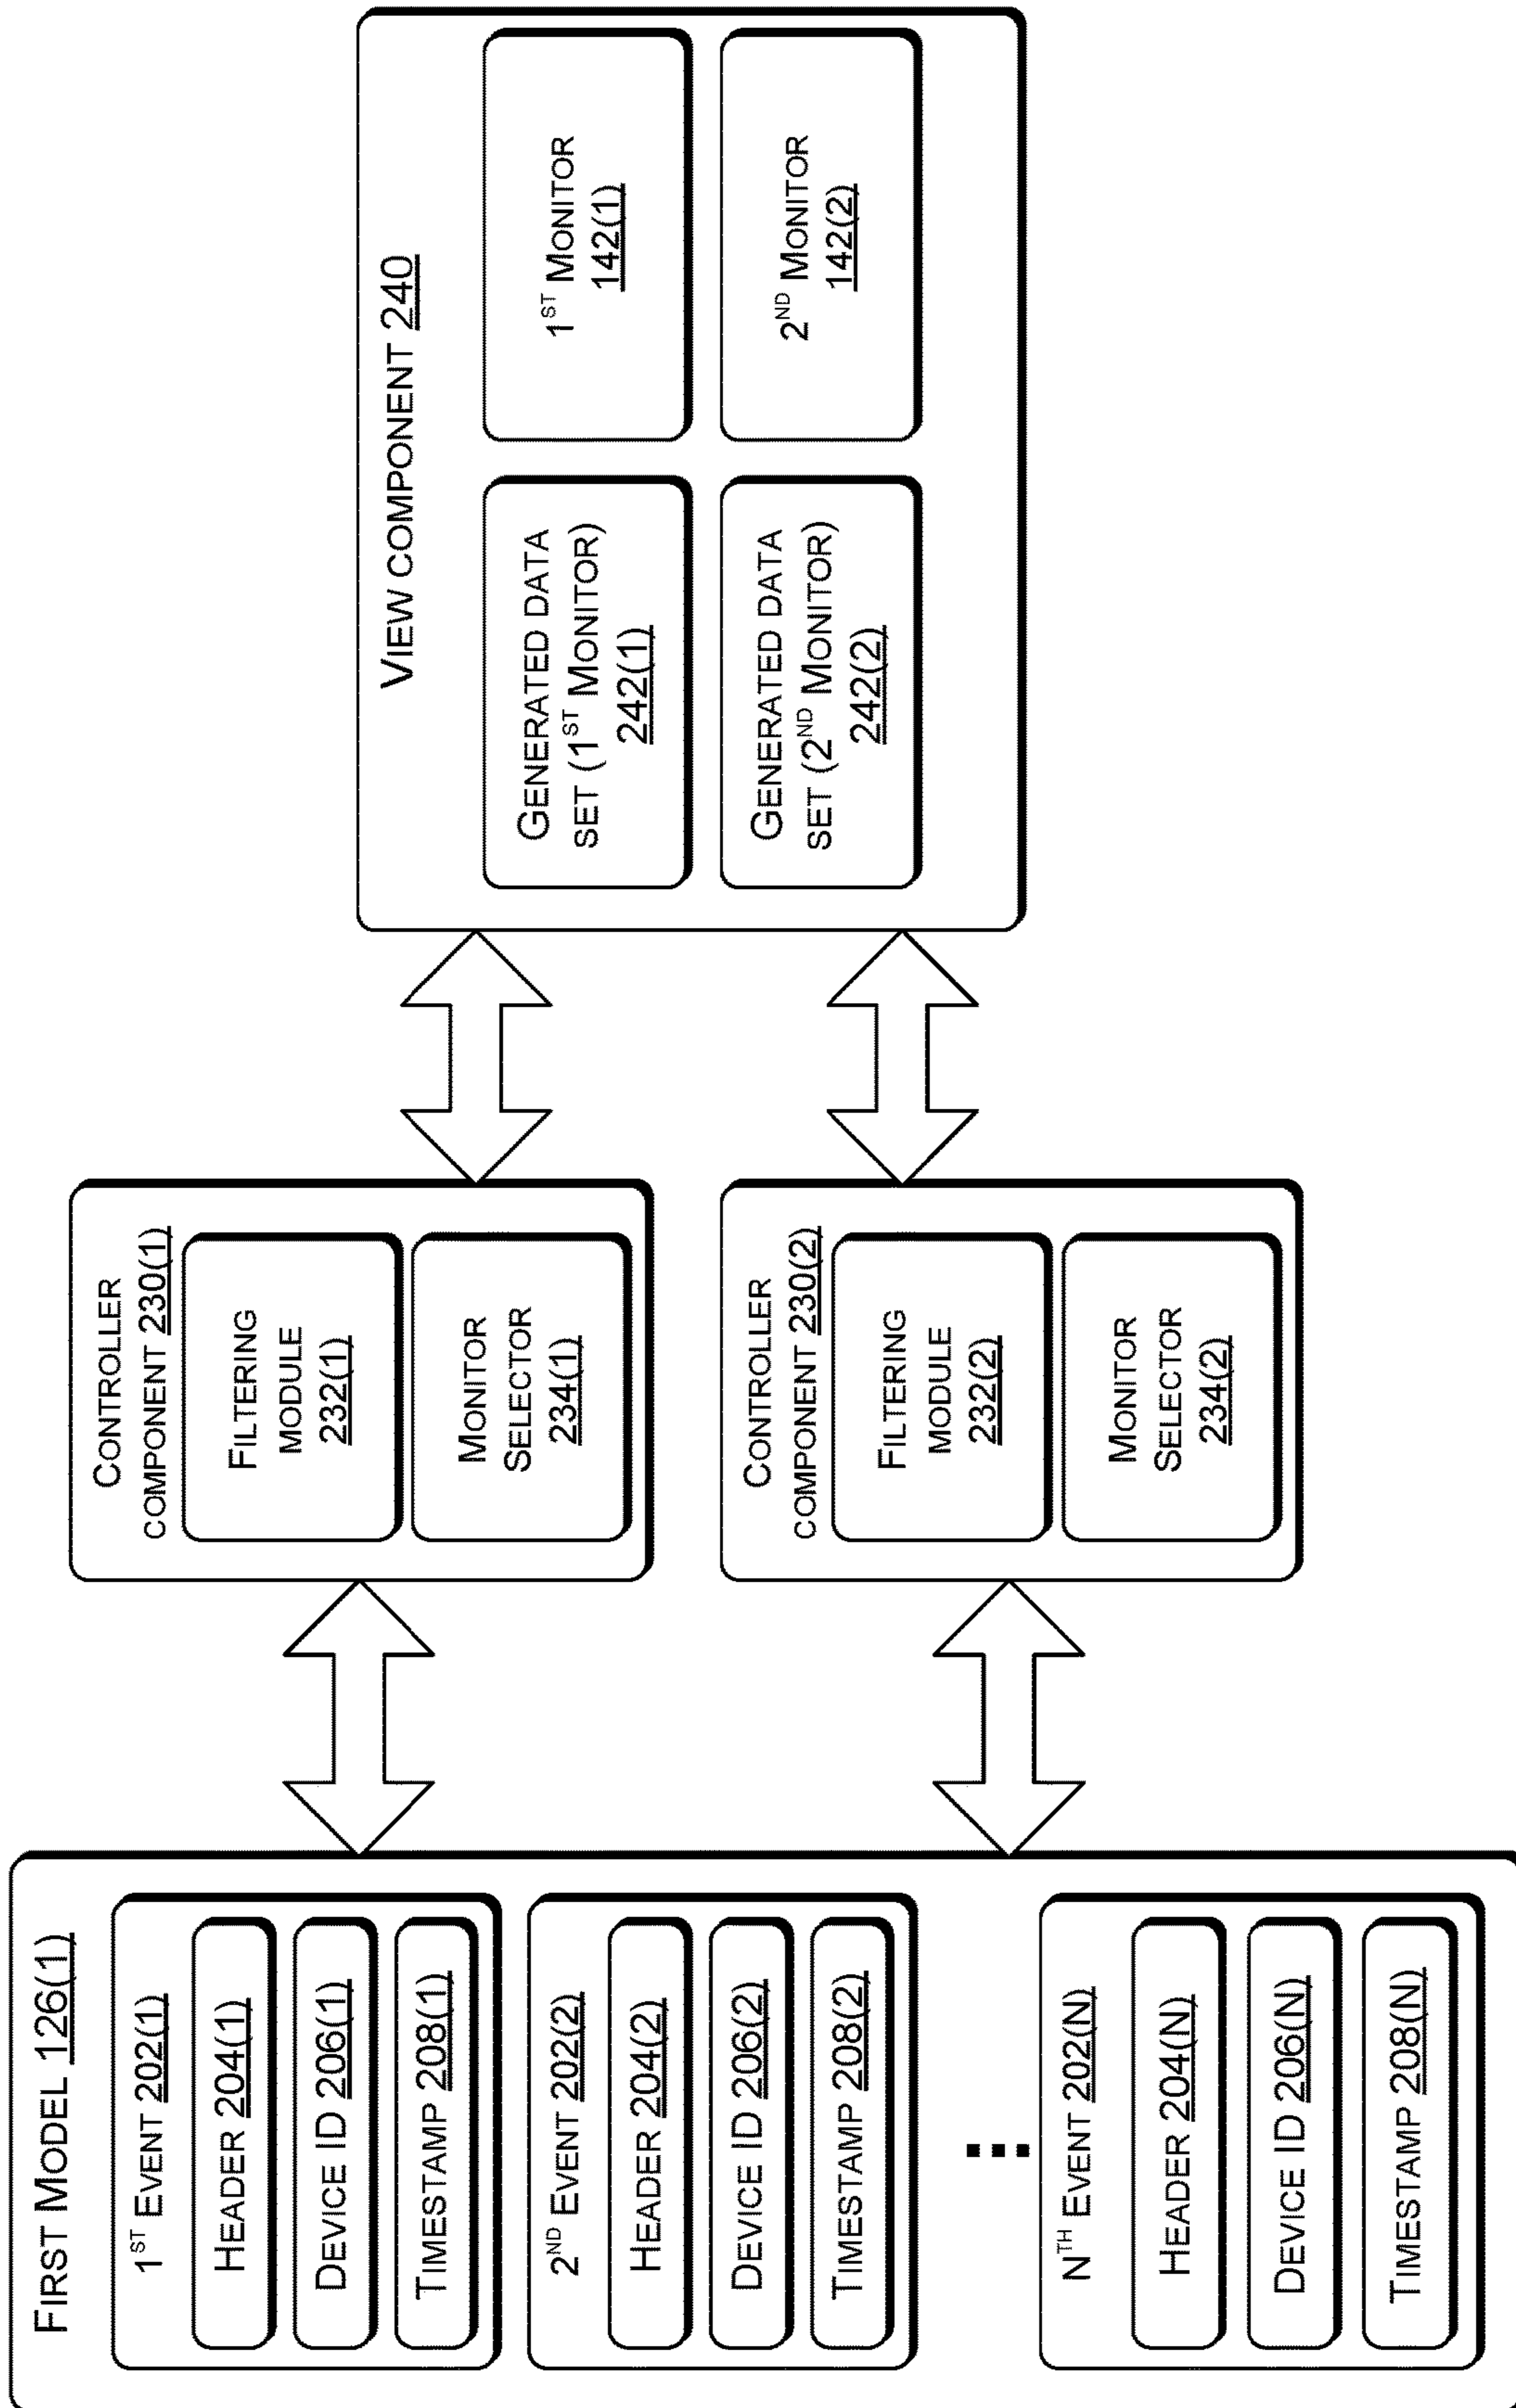 FIRST MODEL 126(1)
1ST EVENT 202(1)
HEADER 204(1)
DEVICE ID 206(1)
TIMESTAMP 208(1)
2ND EVENT 202(2)
HEADER 204(2)
DEVICE ID 206(2)
TIMESTAMP 208(2)
NTH EVENT 202(N)
HEADER 204(N)
DEVICE ID 206(N)
TIMESTAMP 208(N)
CONTROLLER
COMPONENT 230(1)
FILTERING
MODULE
232(1)
MONITOR
SELECTOR
234(1)
CONTROLLER
COMPONENT 230(2)
FILTERING
MODULE
232(2)
MONITOR
SELECTOR
234(2)
VIEW COMPONENT 240
GENERATED DATA
SET (1ST MONITOR)
242(1)
1ST MONITOR
142(1)
GENERATED DATA
SET (2ND MONITOR)
242(2)
2ND MONITOR
142(2)